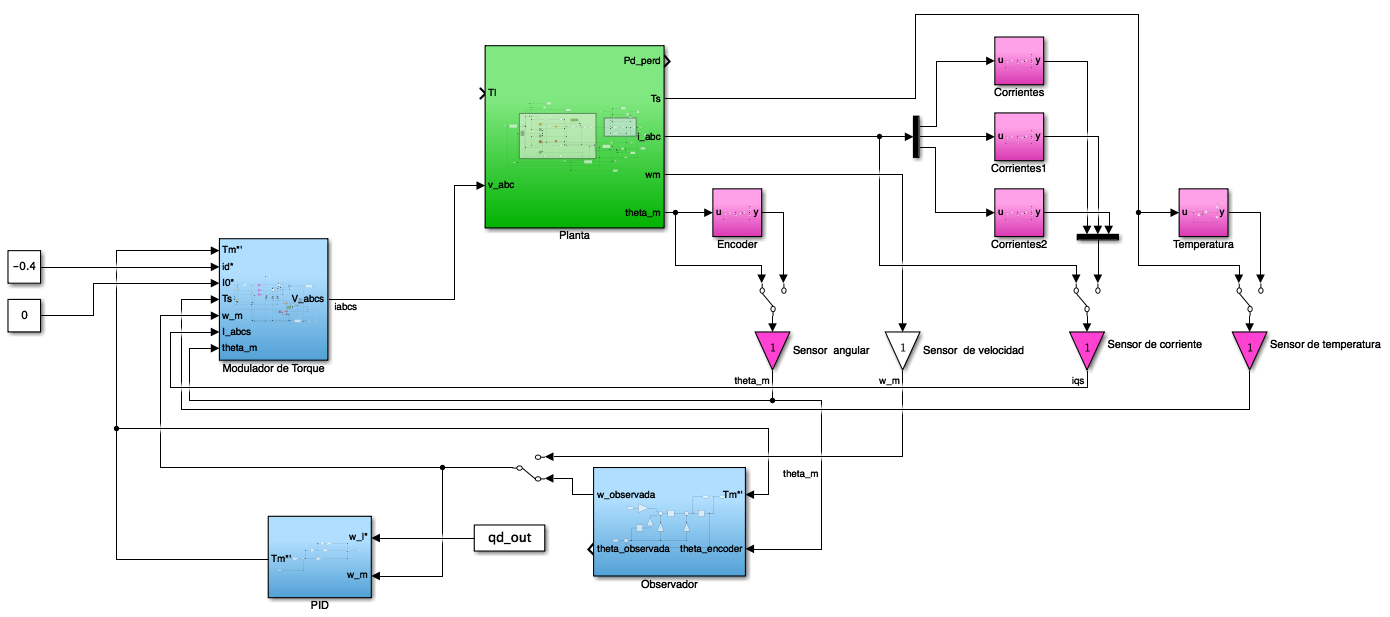 Pd_perd
Tl
Ts
i_abc
wm
v_abc
theta_m
Planta
u
y
Corrientes
u
y
Corrientes1
u
y
Corrientes2
u
y
Encoder
u
y
Temperatura
-0.4
0
Tm*'
id*
I0*
Ts
w_m
I_abcs
theta_m
V_abcs
iabcs
Modulador de Torque
1
Sensor angular
1
Sensor de velocidad
1
Sensor de corriente
1
Sensor de temperatura
theta_m
w_m
iqs
theta_m
w_observada
Tm*'
theta_observada
theta_encoder
Observador
qd_out
w_l*
Tm*'
w_m
PID